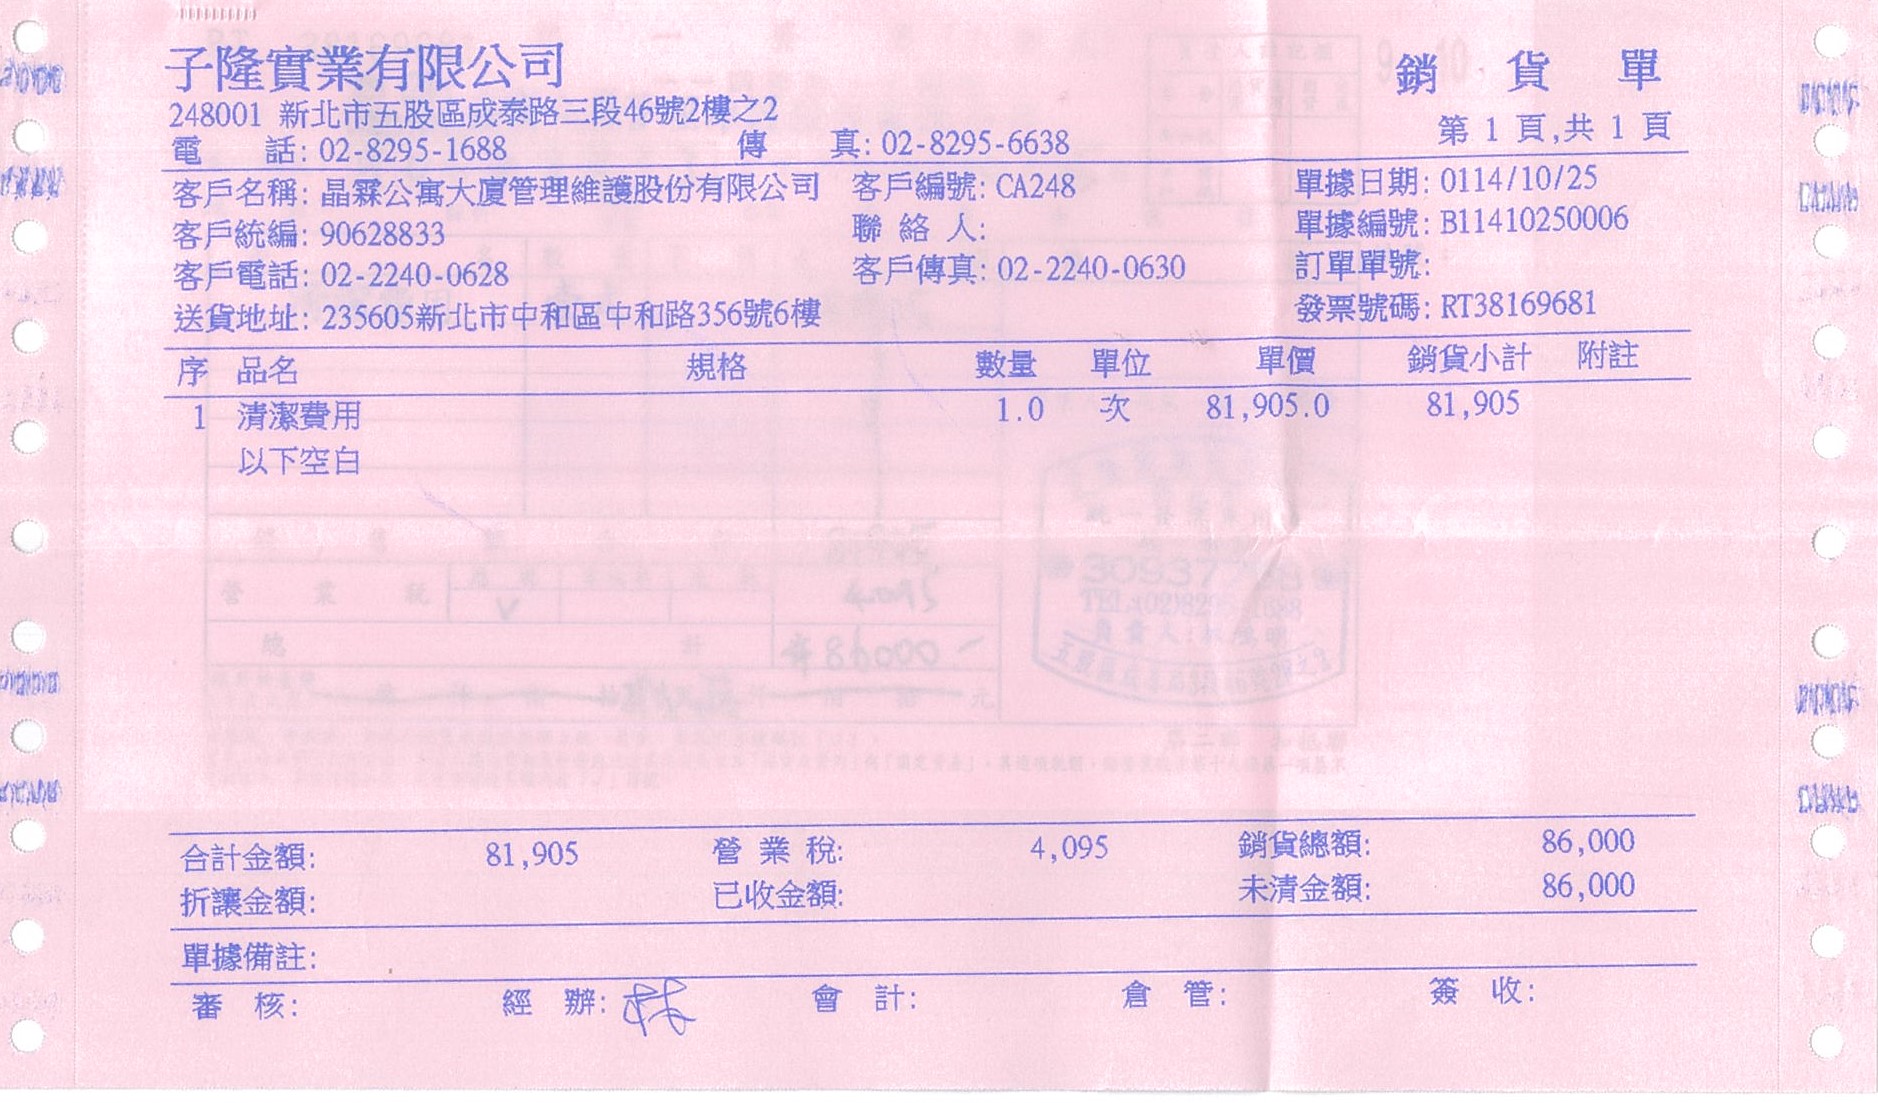 子隆實業有限公司
銷 貨 單
248001 新北市五股區成泰路三段46號2樓之2
第 1 頁,共 1 頁
電 話: 02-8295-1688 傳 真: 02-8295-6638
客戶名稱: 晶霖公寓大廈管理維護股份有限公司 客戶編號: CA248 單據日期: 0114/10/25
客戶統編: 90628833 聯 絡 人: 單據編號: B11410250006
客戶電話: 02-2240-0628 客戶傳真: 02-2240-0630 訂單單號:
送貨地址: 235605新北市中和區中和路356號6樓 發票號碼: RT38169681
序 品名 規格 數量 單位 單價 銷貨小計 附註
1 清潔費用 1.0 次 81,905.0 81,905
以下空白
合計金額: 81,905 營 業 稅: 4,095 銷貨總額: 86,000
折讓金額: 已收金額: 未清金額: 86,000
單據備註:
審 核: 經 辦: 會 計: 倉 管: 簽 收: